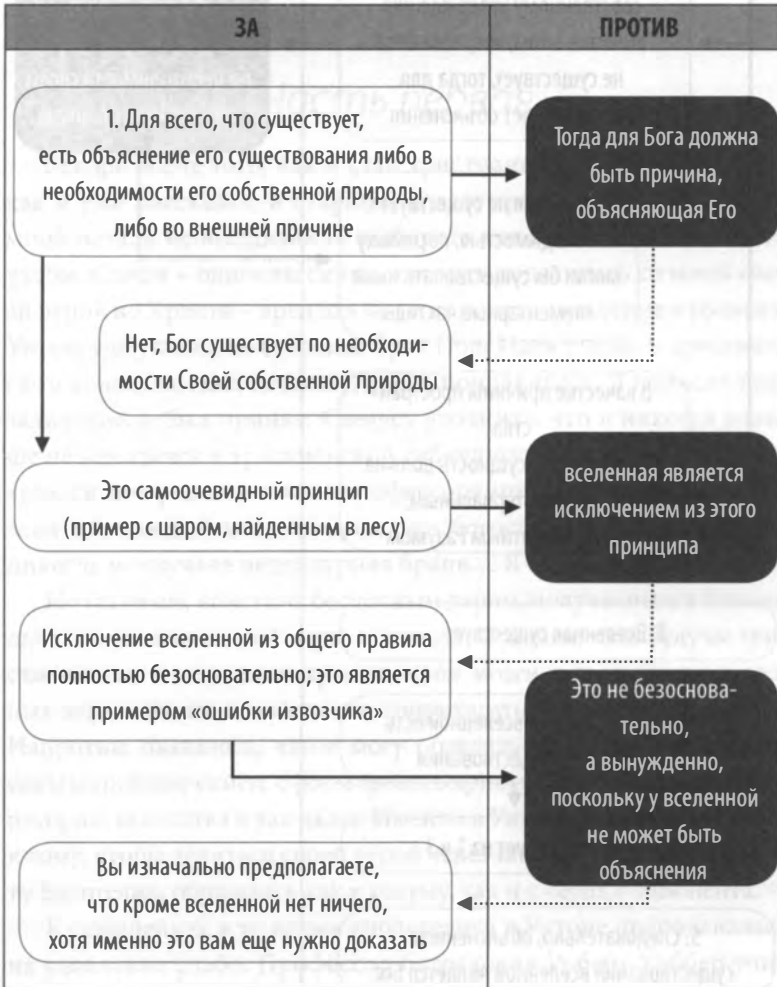 ЗА
ПРОТИВ
1. Для всего, что существует,
есть объяснение его существования либо в
необходимости его собственной природы,
либо во внешней причине
Тогда для Бога должна
быть причина,
объясняющая Его
Нет, Бог существует по необходи-
мости Своей собственной природы
Это самоочевидный принцип
(пример с шаром, найденным в лесу)
вселенная является
исключением из этого
принципа
Исключение вселенной из общего правила
полностью безосновательно; это является
примером «ошибки извозчика»
Это не безоснова-
тельно,
а вынужденно,
поскольку у вселенной
не может быть
объяснения
Вы изначально предполагаете,
что кроме вселенной нет ничего,
хотя именно это вам еще нужно доказать